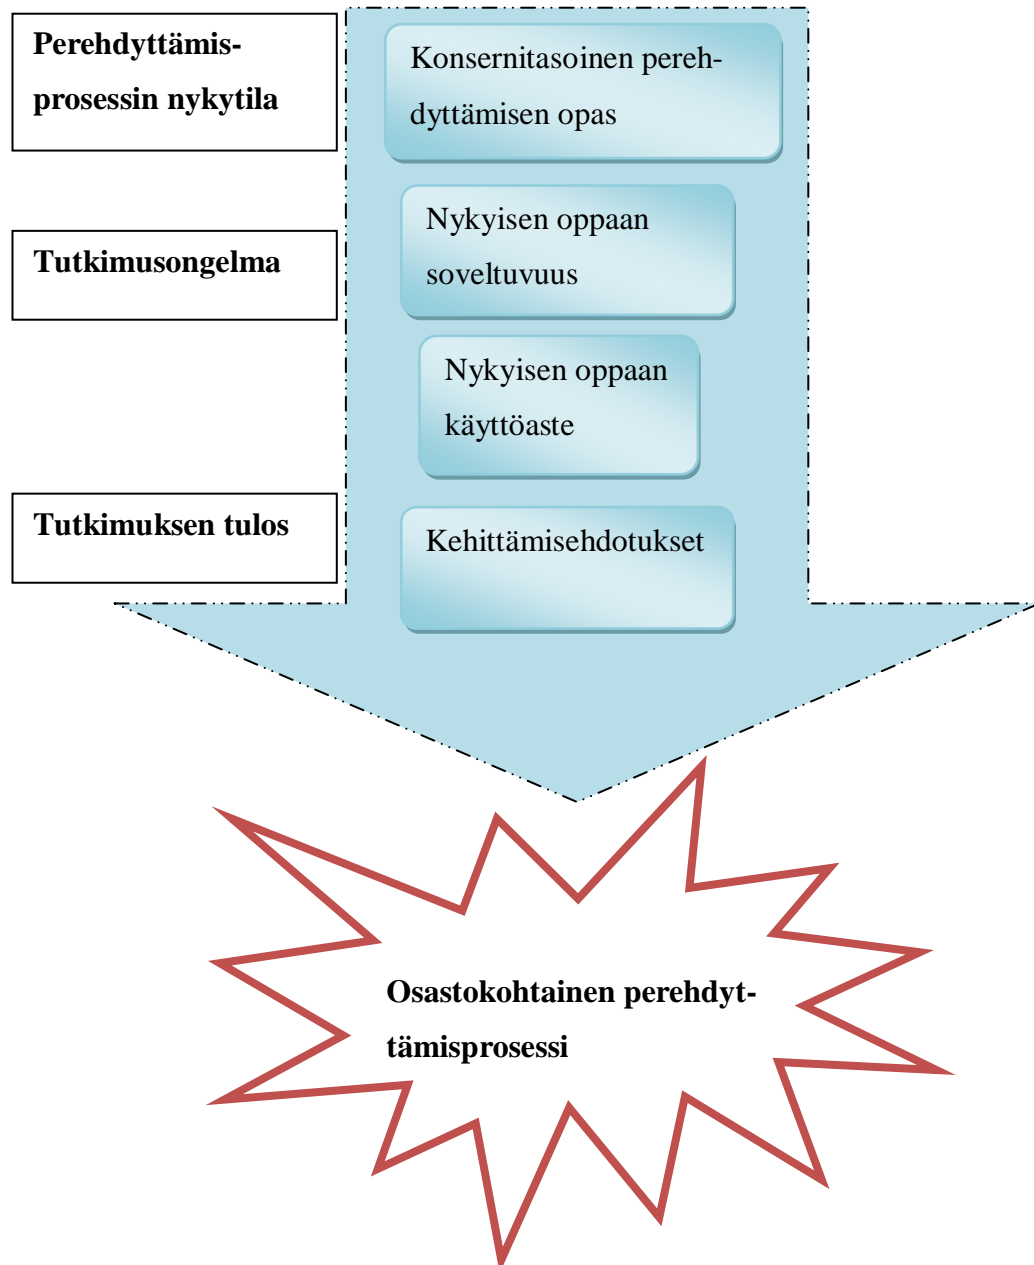 Perehdyttämis-
prosessin nykytila
Konsernitasoinen pereh-
dyttämisen opas
Tutkimusongelma
Nykyisen oppaan
soveltuvuus
Nykyisen oppaan
käyttöaste
Tutkimuksen tulos
Kehittämisehdotukset
Osastokohtainen perehdyt-
tämisprosessi